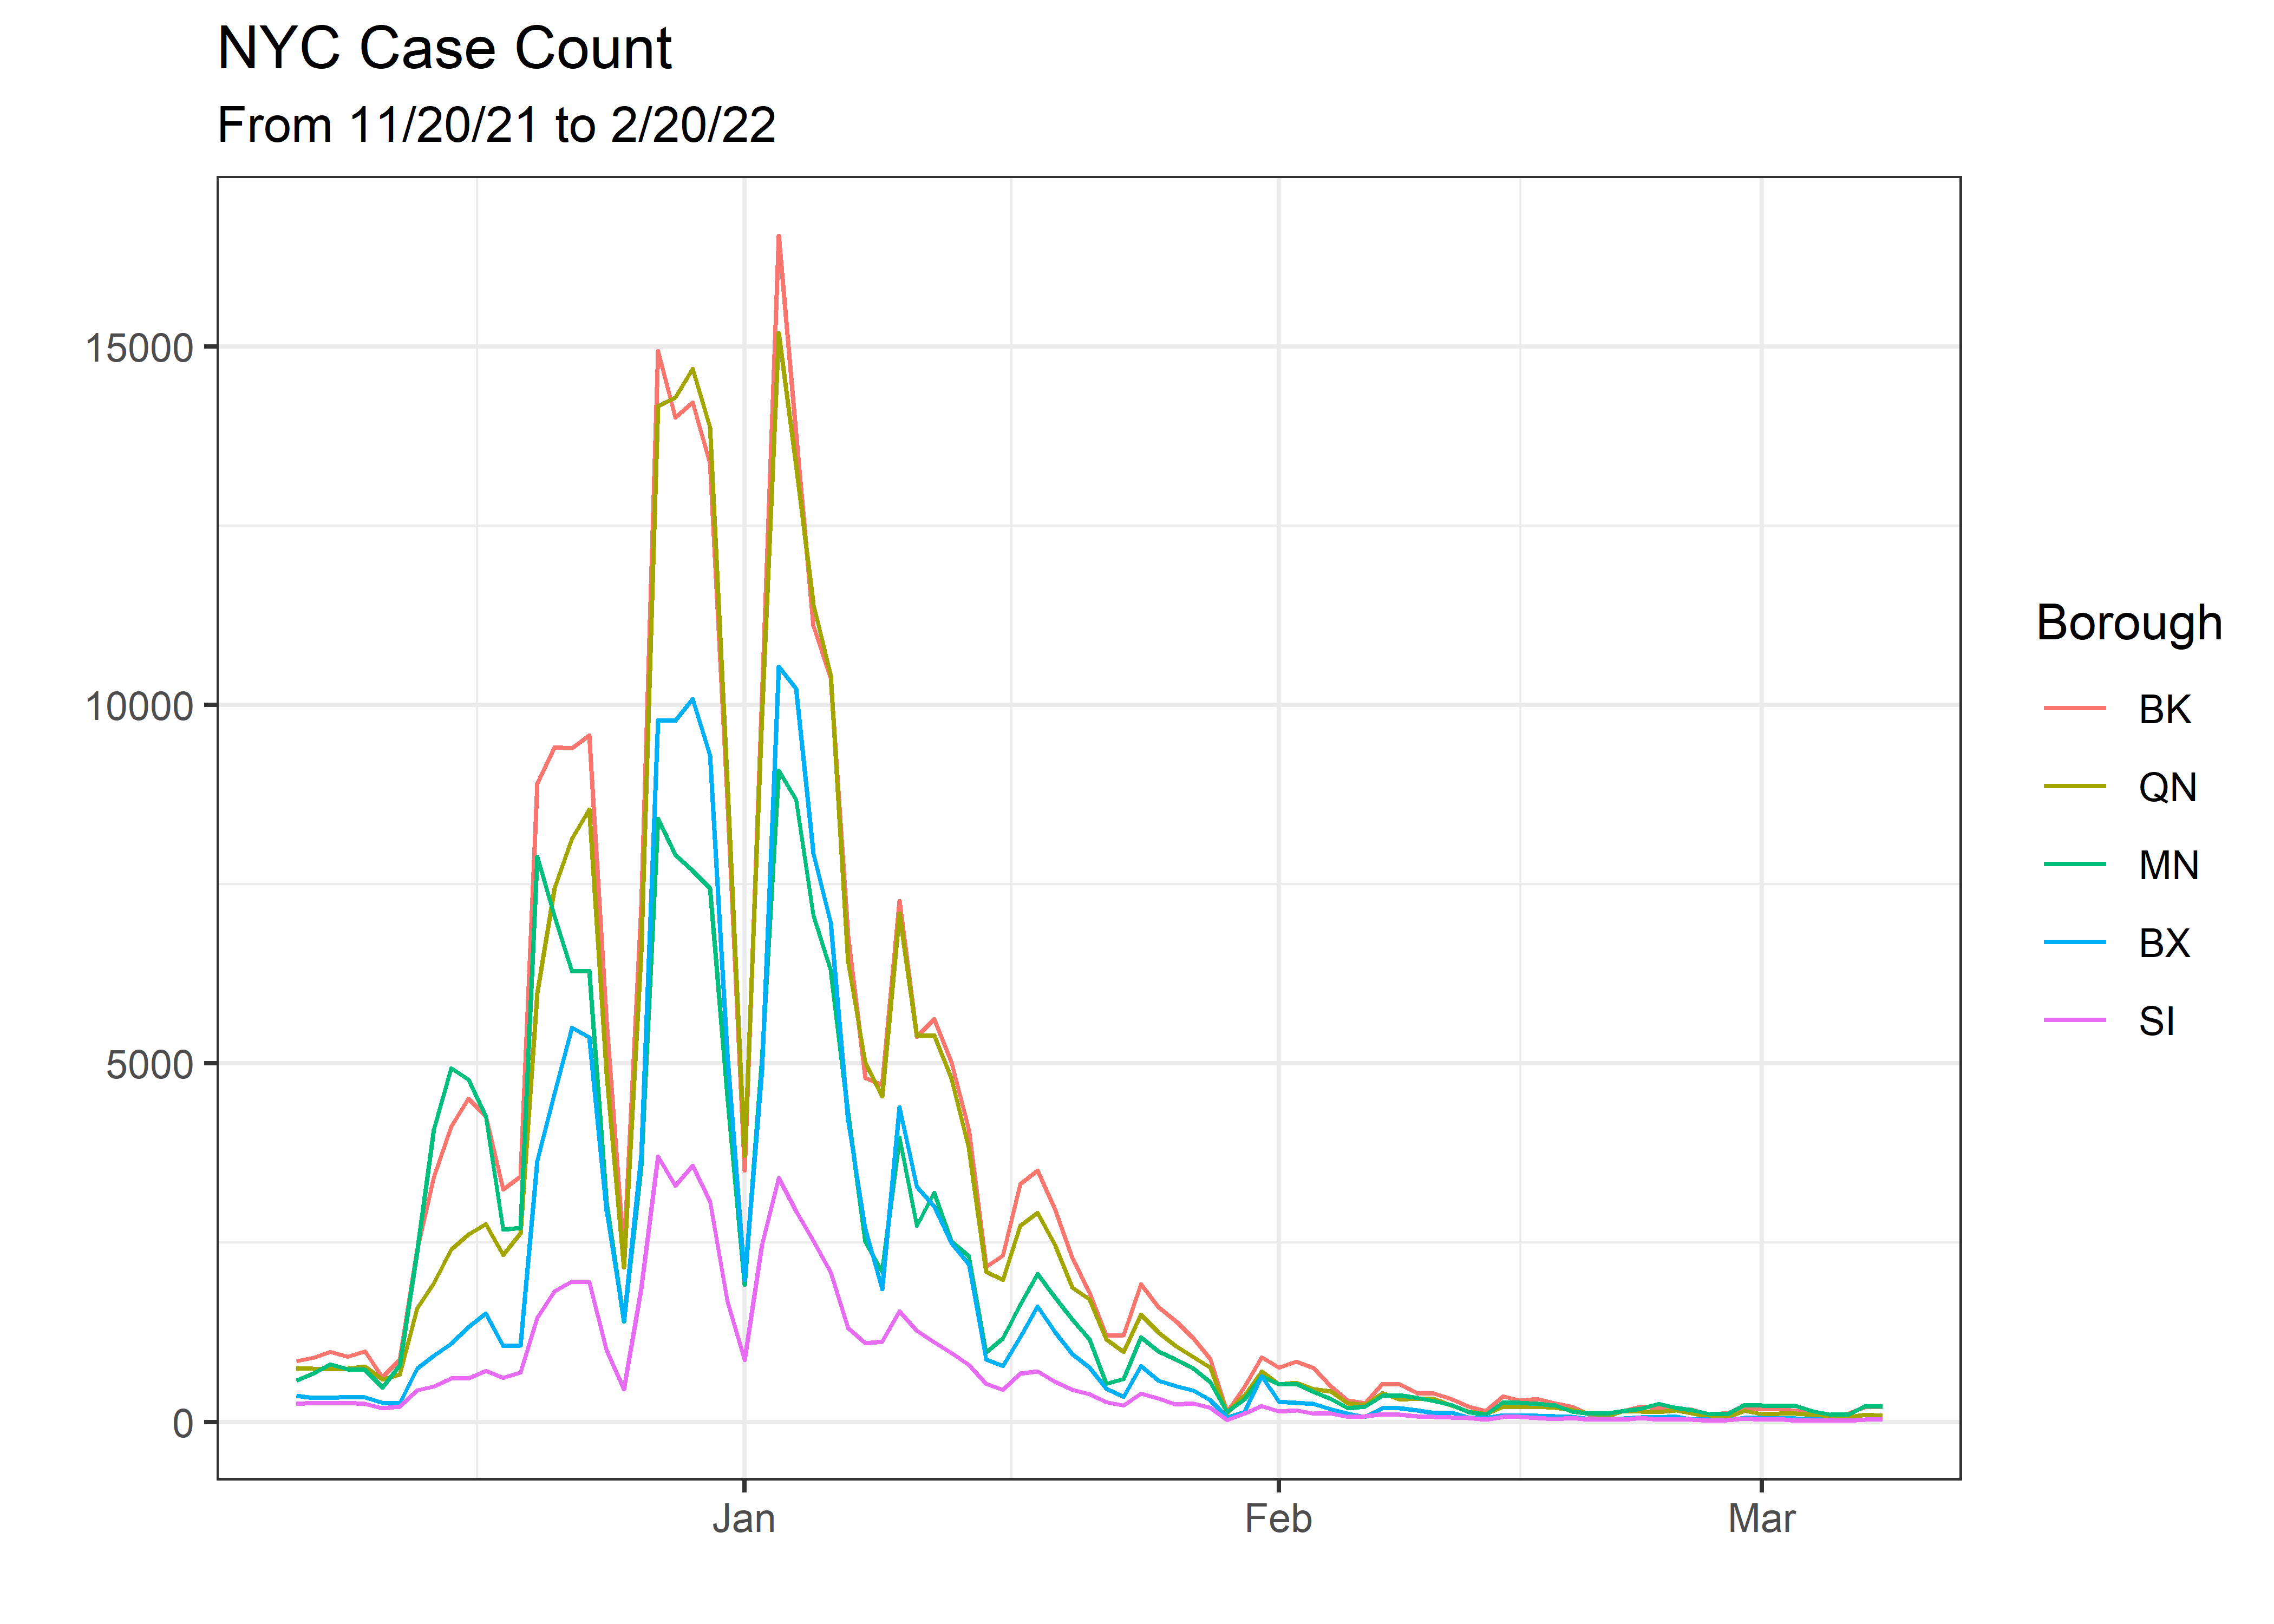 NYC Case Count
From 11/20/21 to 2/20/22
15000
10000
5000
0
Jan Feb Mar
Borough
BK
QN
MN
BX
SI